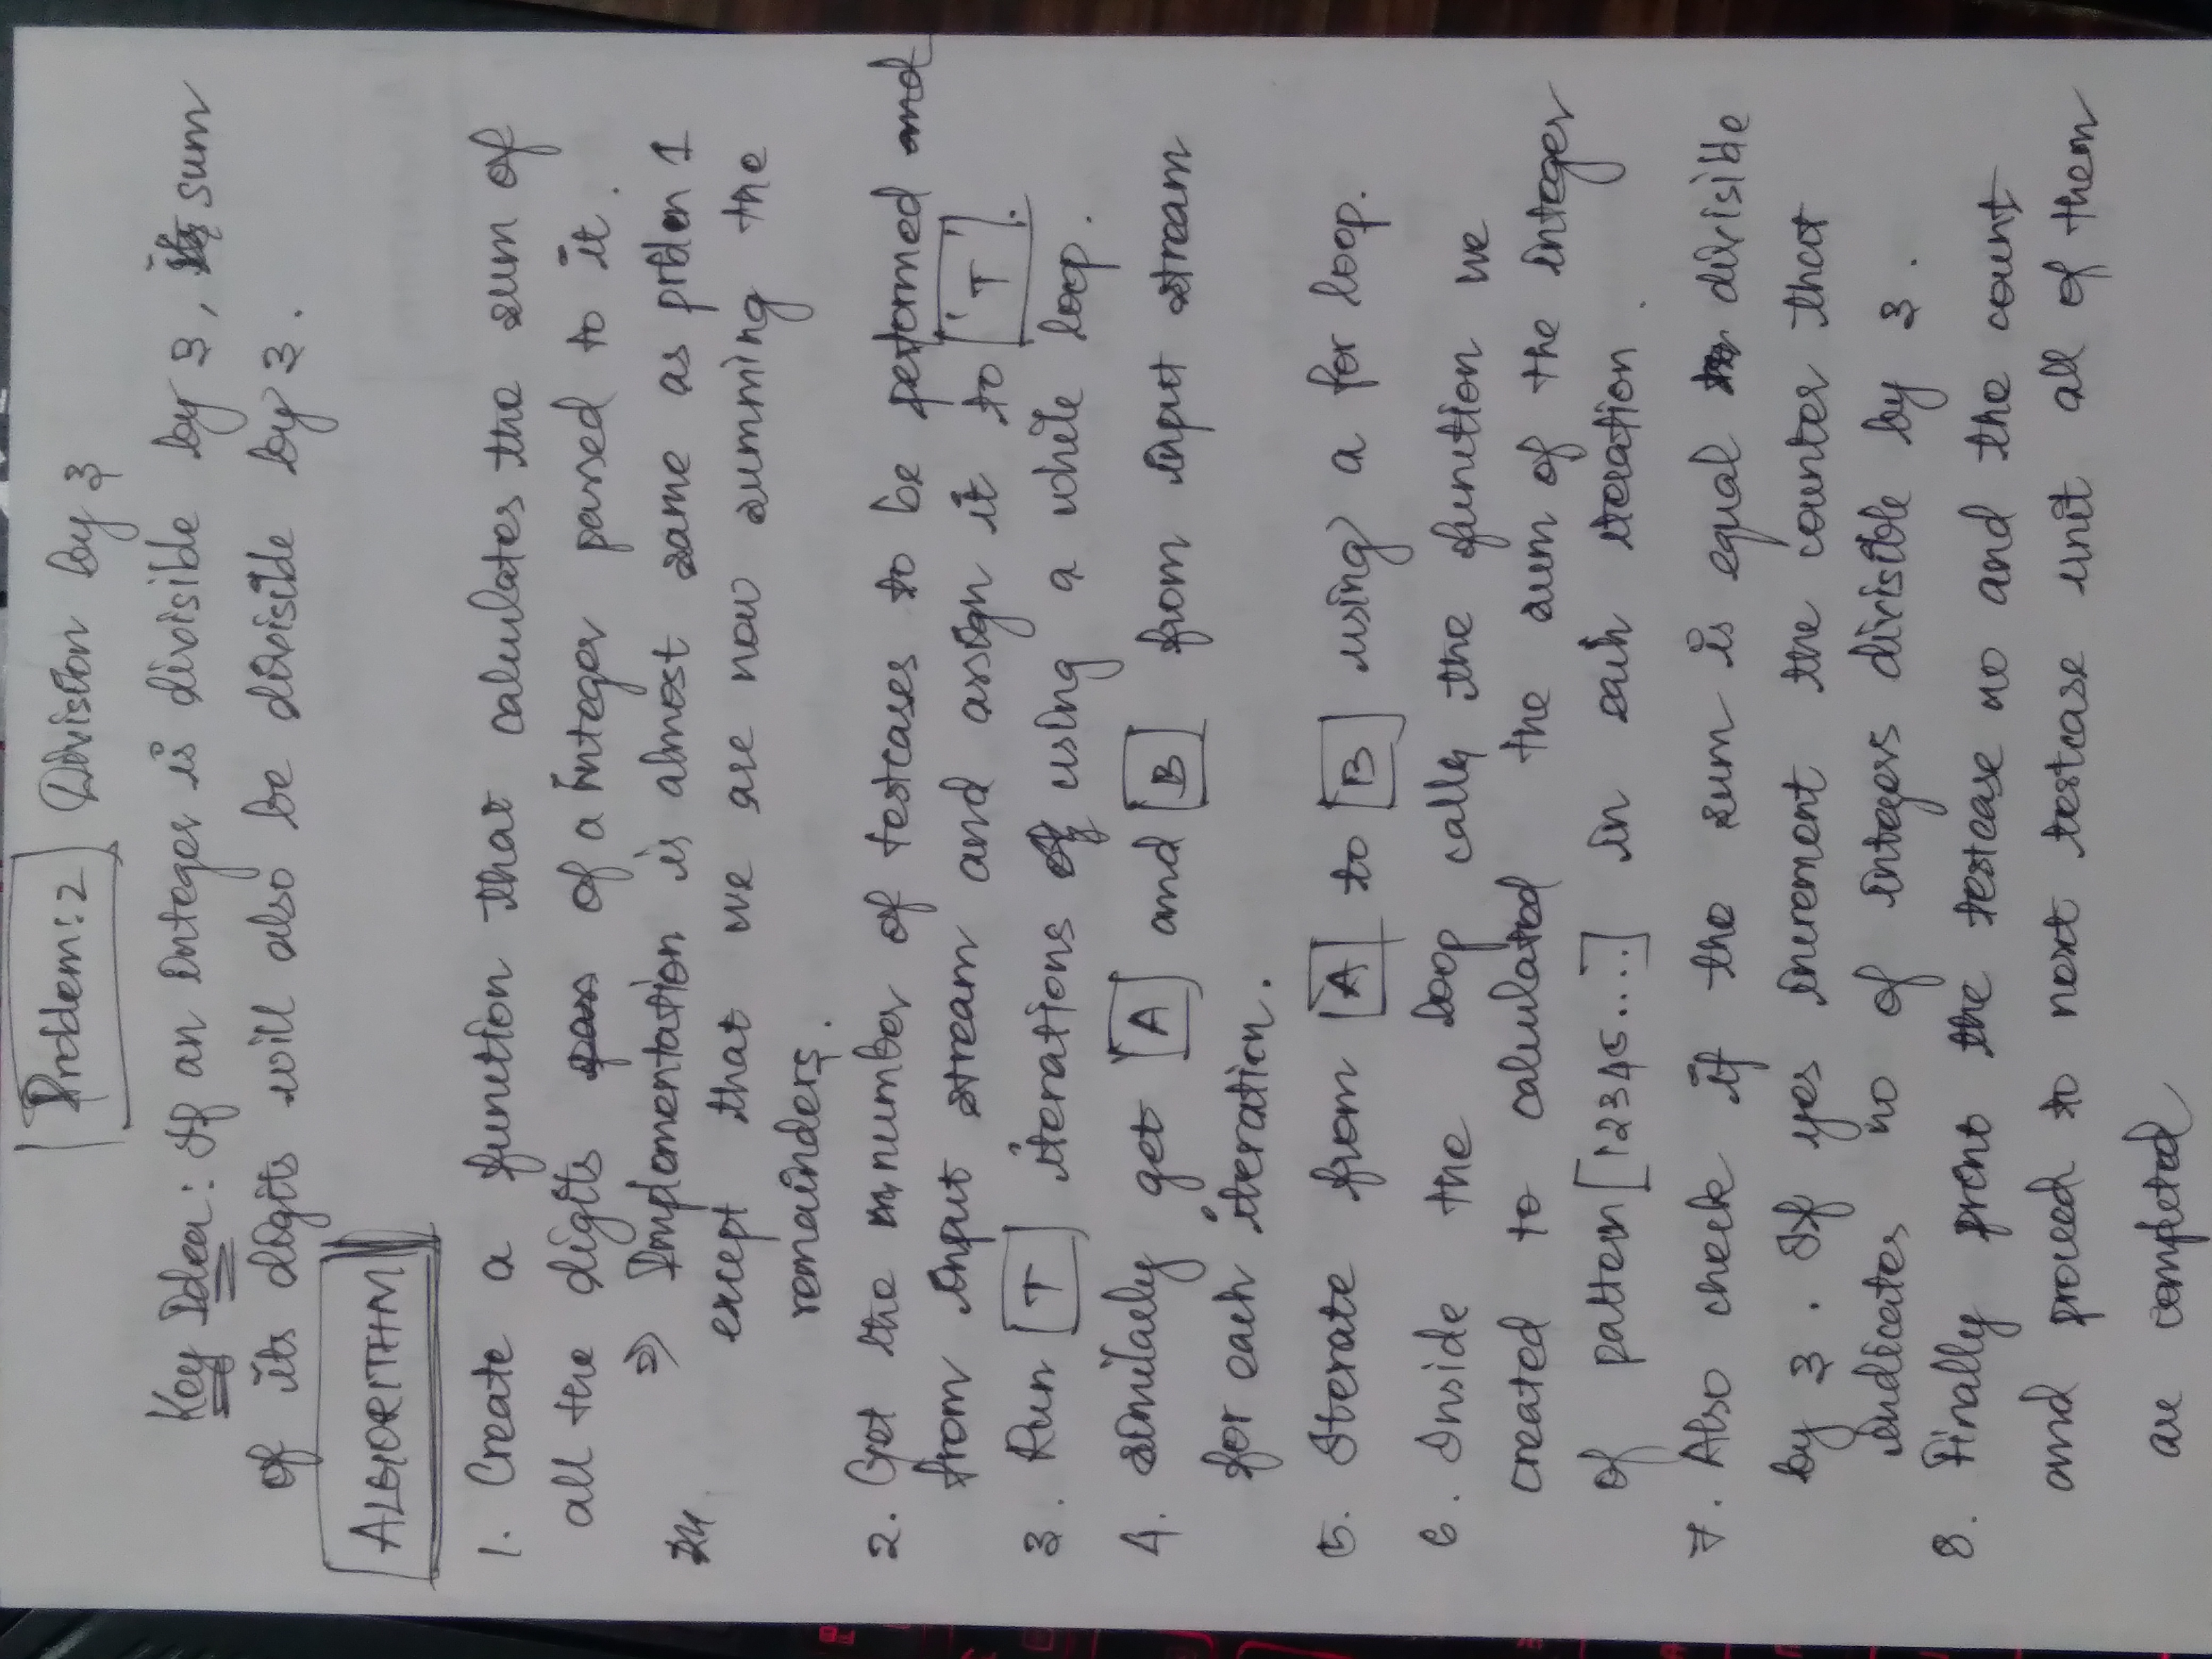 Problem: 2 Division by 3
Key Idea: If an Integer is divisible by 3, sum
of its digits will also be divisible by 3.
ALGORITHM
1. Create a function that calculates the sum of
all the digits pass of a integer passed to it.
⇒ Implementation is almost same as prblem 1
except that we are now summing the
remainders.
2. Get the number of testcases to be performed and
from input stream and assign it to 'T'.
3. Run T iterations of using a while loop.
4. similarly get A and B from input stream
for each iteration.
5. Iterate from A to B using a for loop.
6. Inside the loop calls the function we
created to calculated the sum of the integer
of pattern [12345....] in each iteration.
7. Also check if the sum is equal divisible
by 3. If yes increment the counter that
indicates no of integers divisible by 3.
8. Finally print the testcase no and the count
and proceed to next testcase unit all of them
are completed